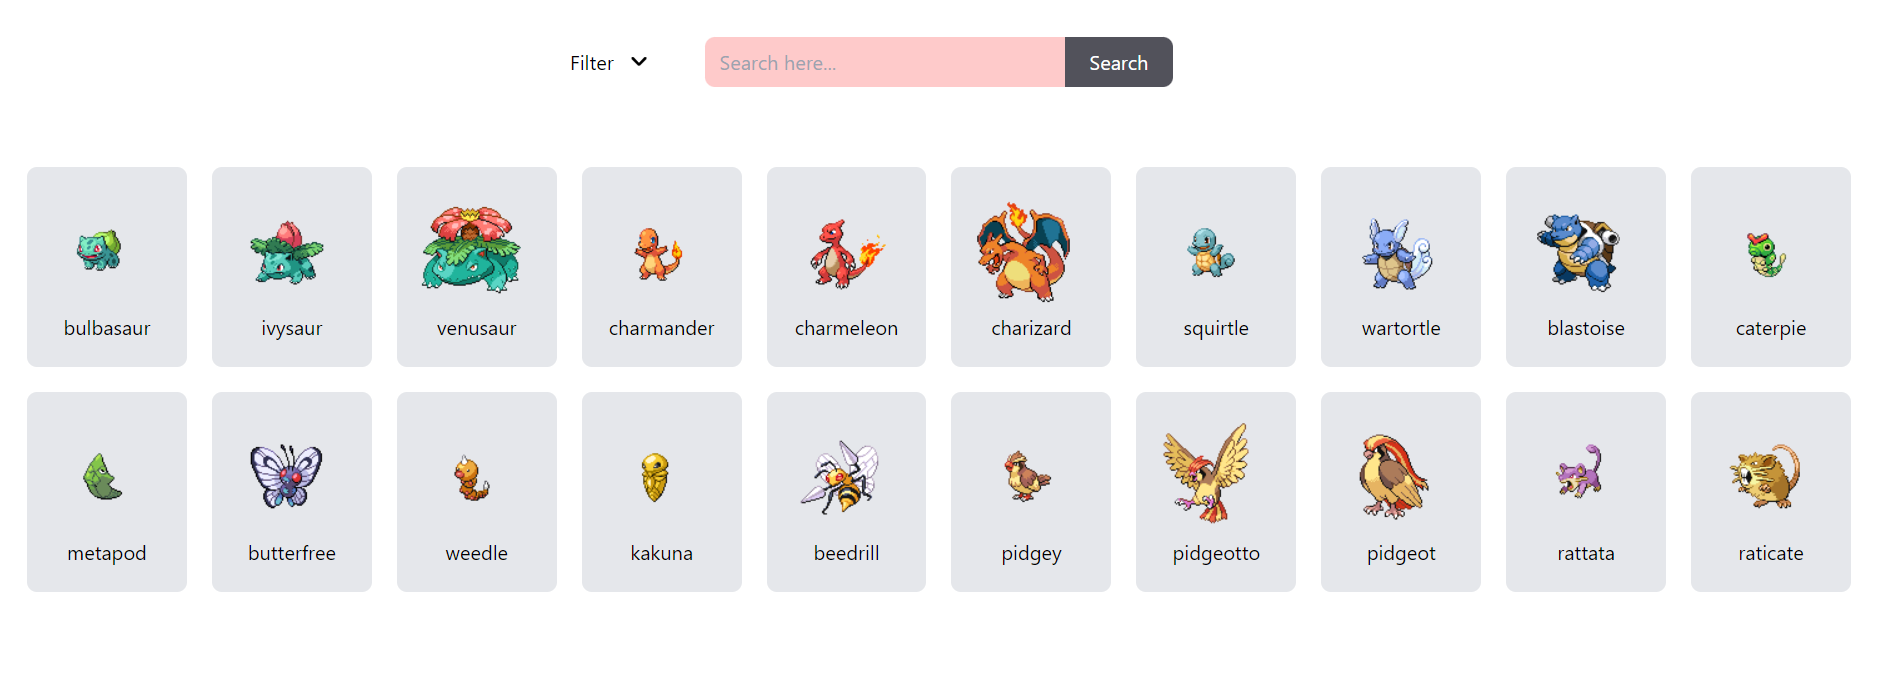 Filter
Search here...
Search
bulbasaur
ivysaur
venusaur
charmander
charmeleon
charizard
squirtle
wartortle
blastoise
caterpie
metapod
butterfree
weedle
kakuna
beedrill
pidgey
pidgeotto
pidgeot
rattata
raticate